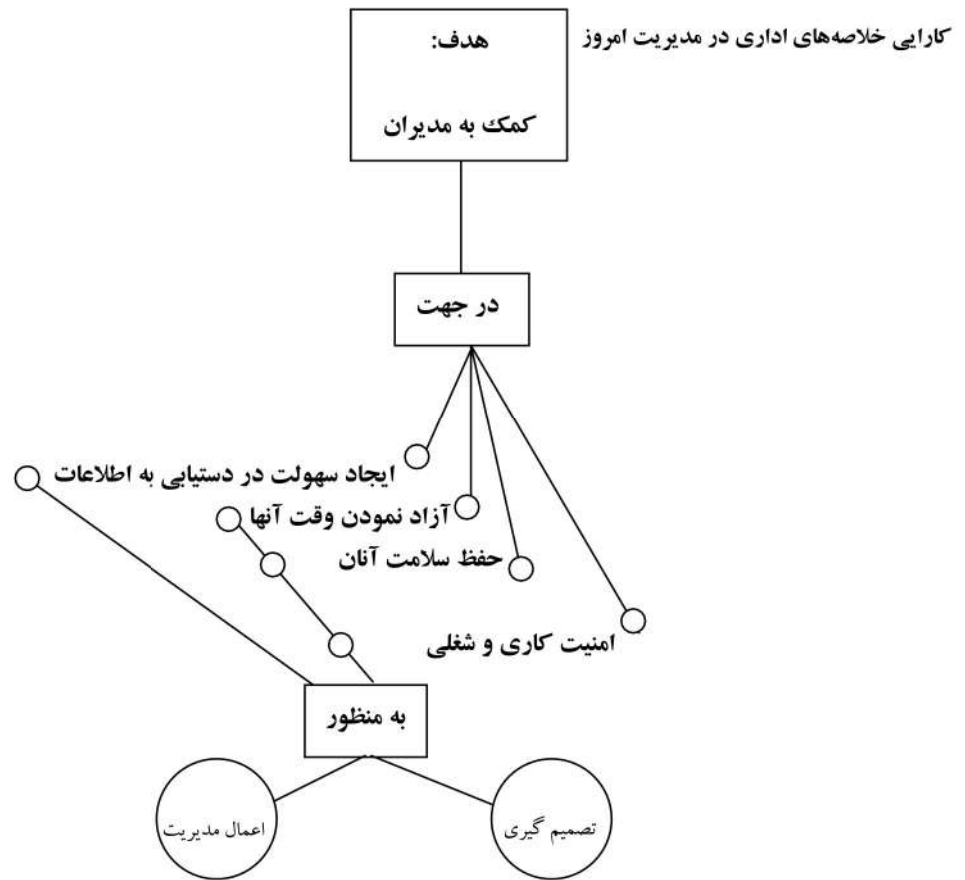 کارایی خلاصه‌های اداری در مدیریت امروز
هدف:
کمک به مدیران
در جهت
ایجاد سهولت در دستیابی به اطلاعات
آزاد نمودن وقت آنها
حفظ سلامت آنان
امنیت کاری و شغلی
به منظور
تصمیم گیری
اعمال مدیریت